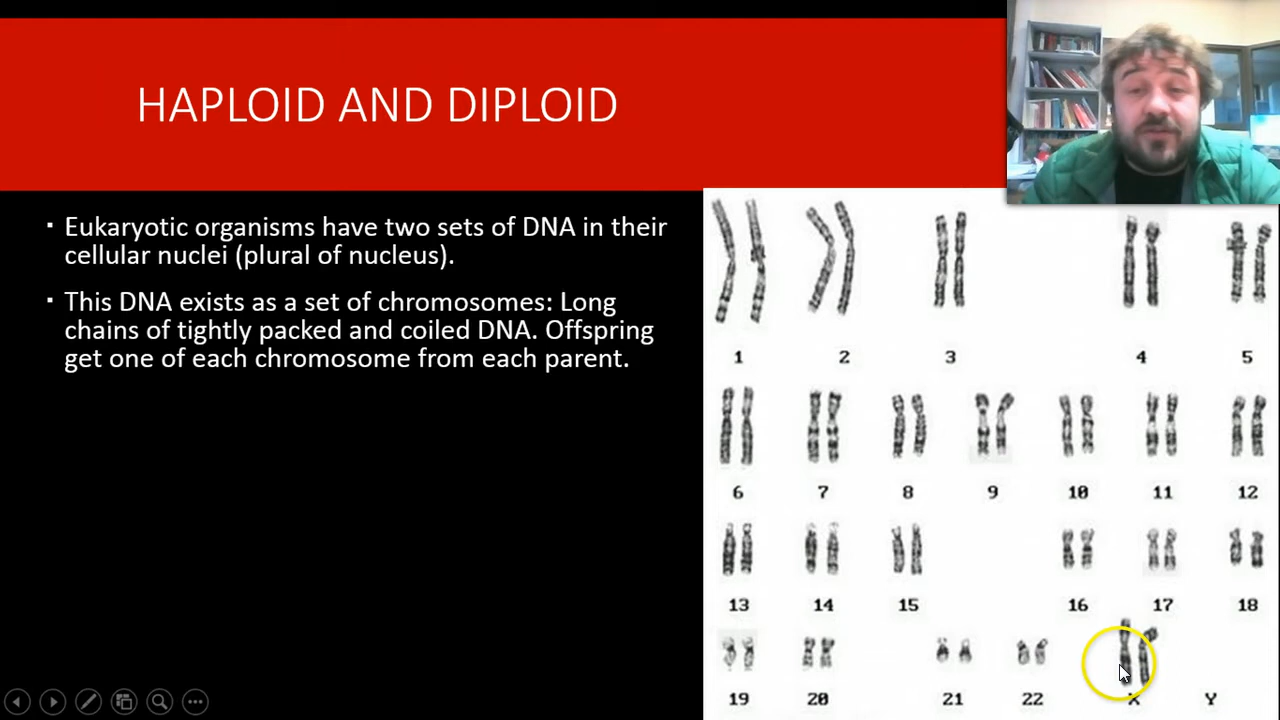 HAPLOID AND DIPLOID
▪ Eukaryotic organisms have two sets of DNA in their
cellular nuclei (plural of nucleus).
▪ This DNA exists as a set of chromosomes: Long
chains of tightly packed and coiled DNA. Offspring
get one of each chromosome from each parent.
1 2 3 4 5
6 7 8 9 10 11 12
13 14 15 16 17 18
19 20 21 22 X Y